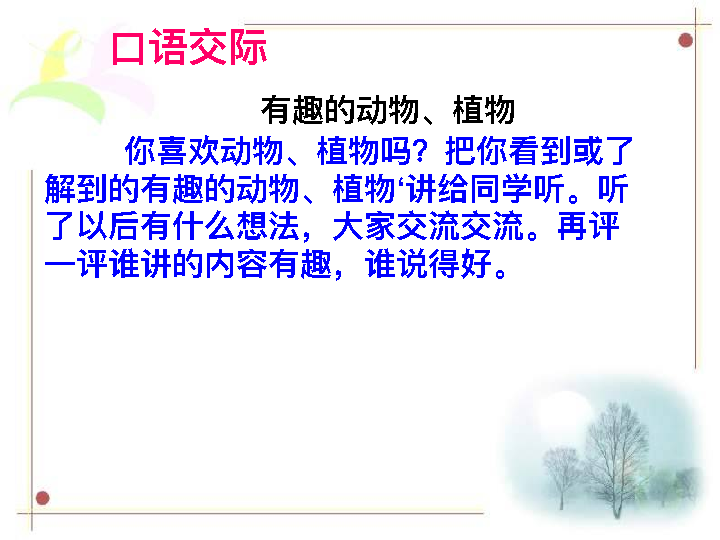 口语交际
有趣的动物、植物
你喜欢动物、植物吗？把你看到或了
解到的有趣的动物、植物‘讲给同学听。听
了以后有什么想法，大家交流交流。再评
一评谁讲的内容有趣，谁说得好。